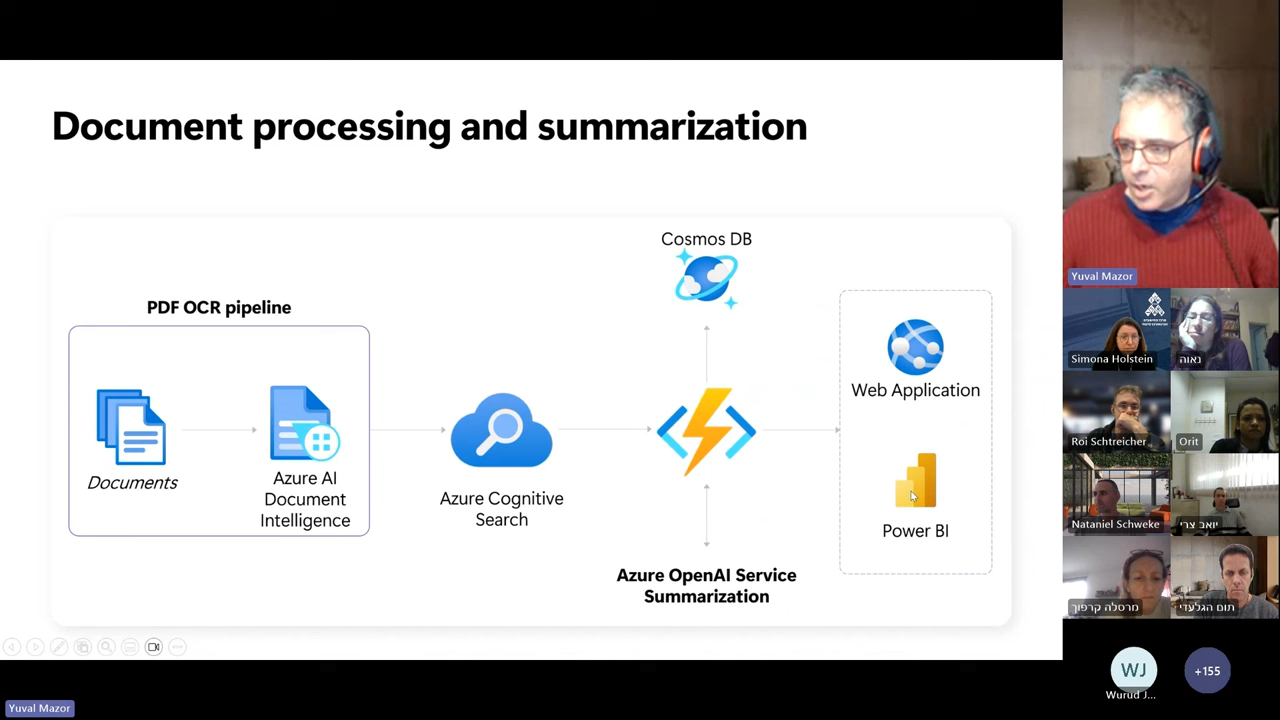 Document processing and summarization
Cosmos DB
PDF OCR pipeline
Documents
Azure AI
Document
Intelligence
Azure Cognitive
Search
Web Application
Power BI
Azure OpenAI Service
Summarization
Yuval Mazor
Simona Holstein
נאוה
Roi Schtreicher
Orit
Nataniel Schweke
יואב צרי
מרסלה קרפוך
תום הגלעדי
WJ
Wurud J...
+155
Yuval Mazor